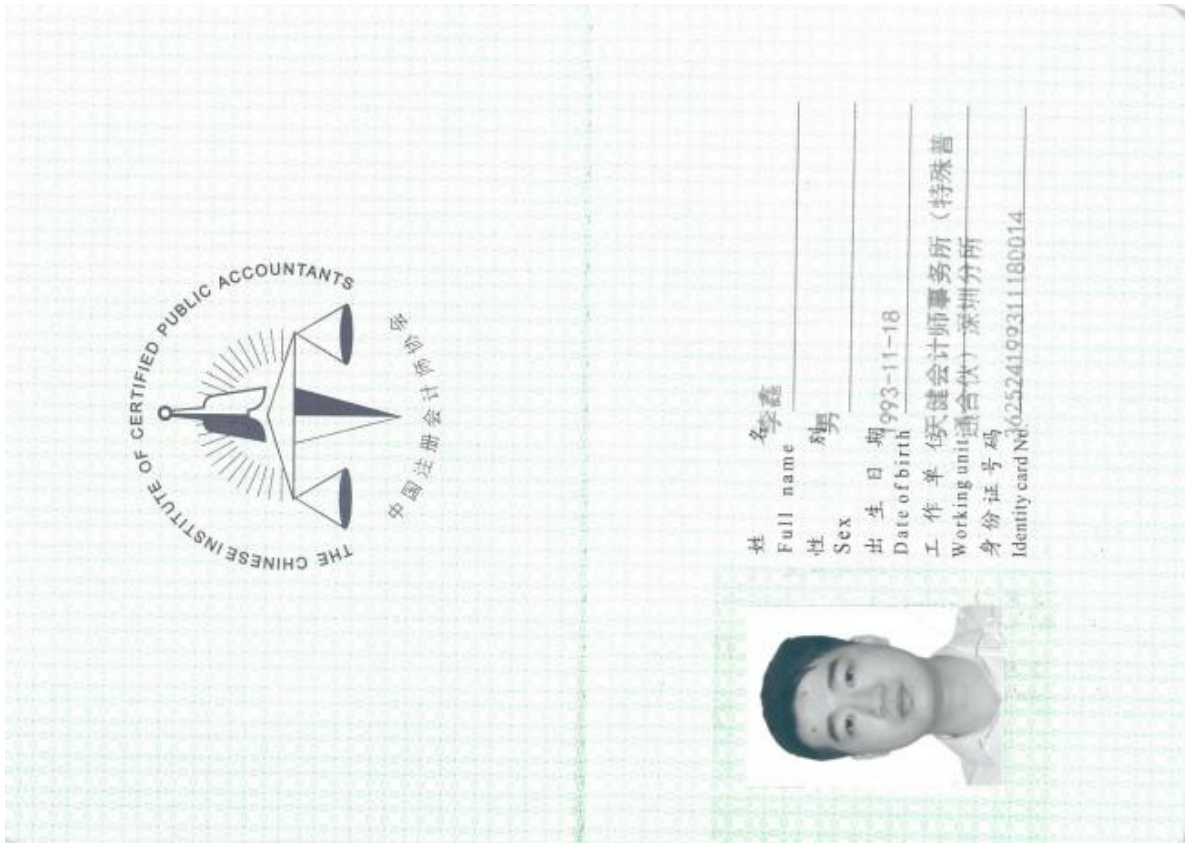 THE CHINESE INSTITUTE OF CERTIFIED PUBLIC ACCOUNTANTS
中国注册会计师协会
姓 名 李鑫
Full name
性 别 男
Sex
出 生 日 期 1993-11-18
Date of birth
工 作 单 位 天健会计师事务所（特殊普
Working unit 通合伙）深圳分所
身 份 证 号 码
Identity card No. 362524199311180014